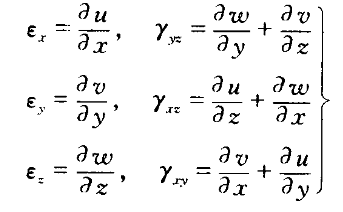 ε_x = ∂u/∂x, γ_yz = ∂w/∂y + ∂v/∂z
ε_y = ∂v/∂y, γ_xz = ∂u/∂z + ∂w/∂x
ε_z = ∂w/∂z, γ_xy = ∂v/∂x + ∂u/∂y